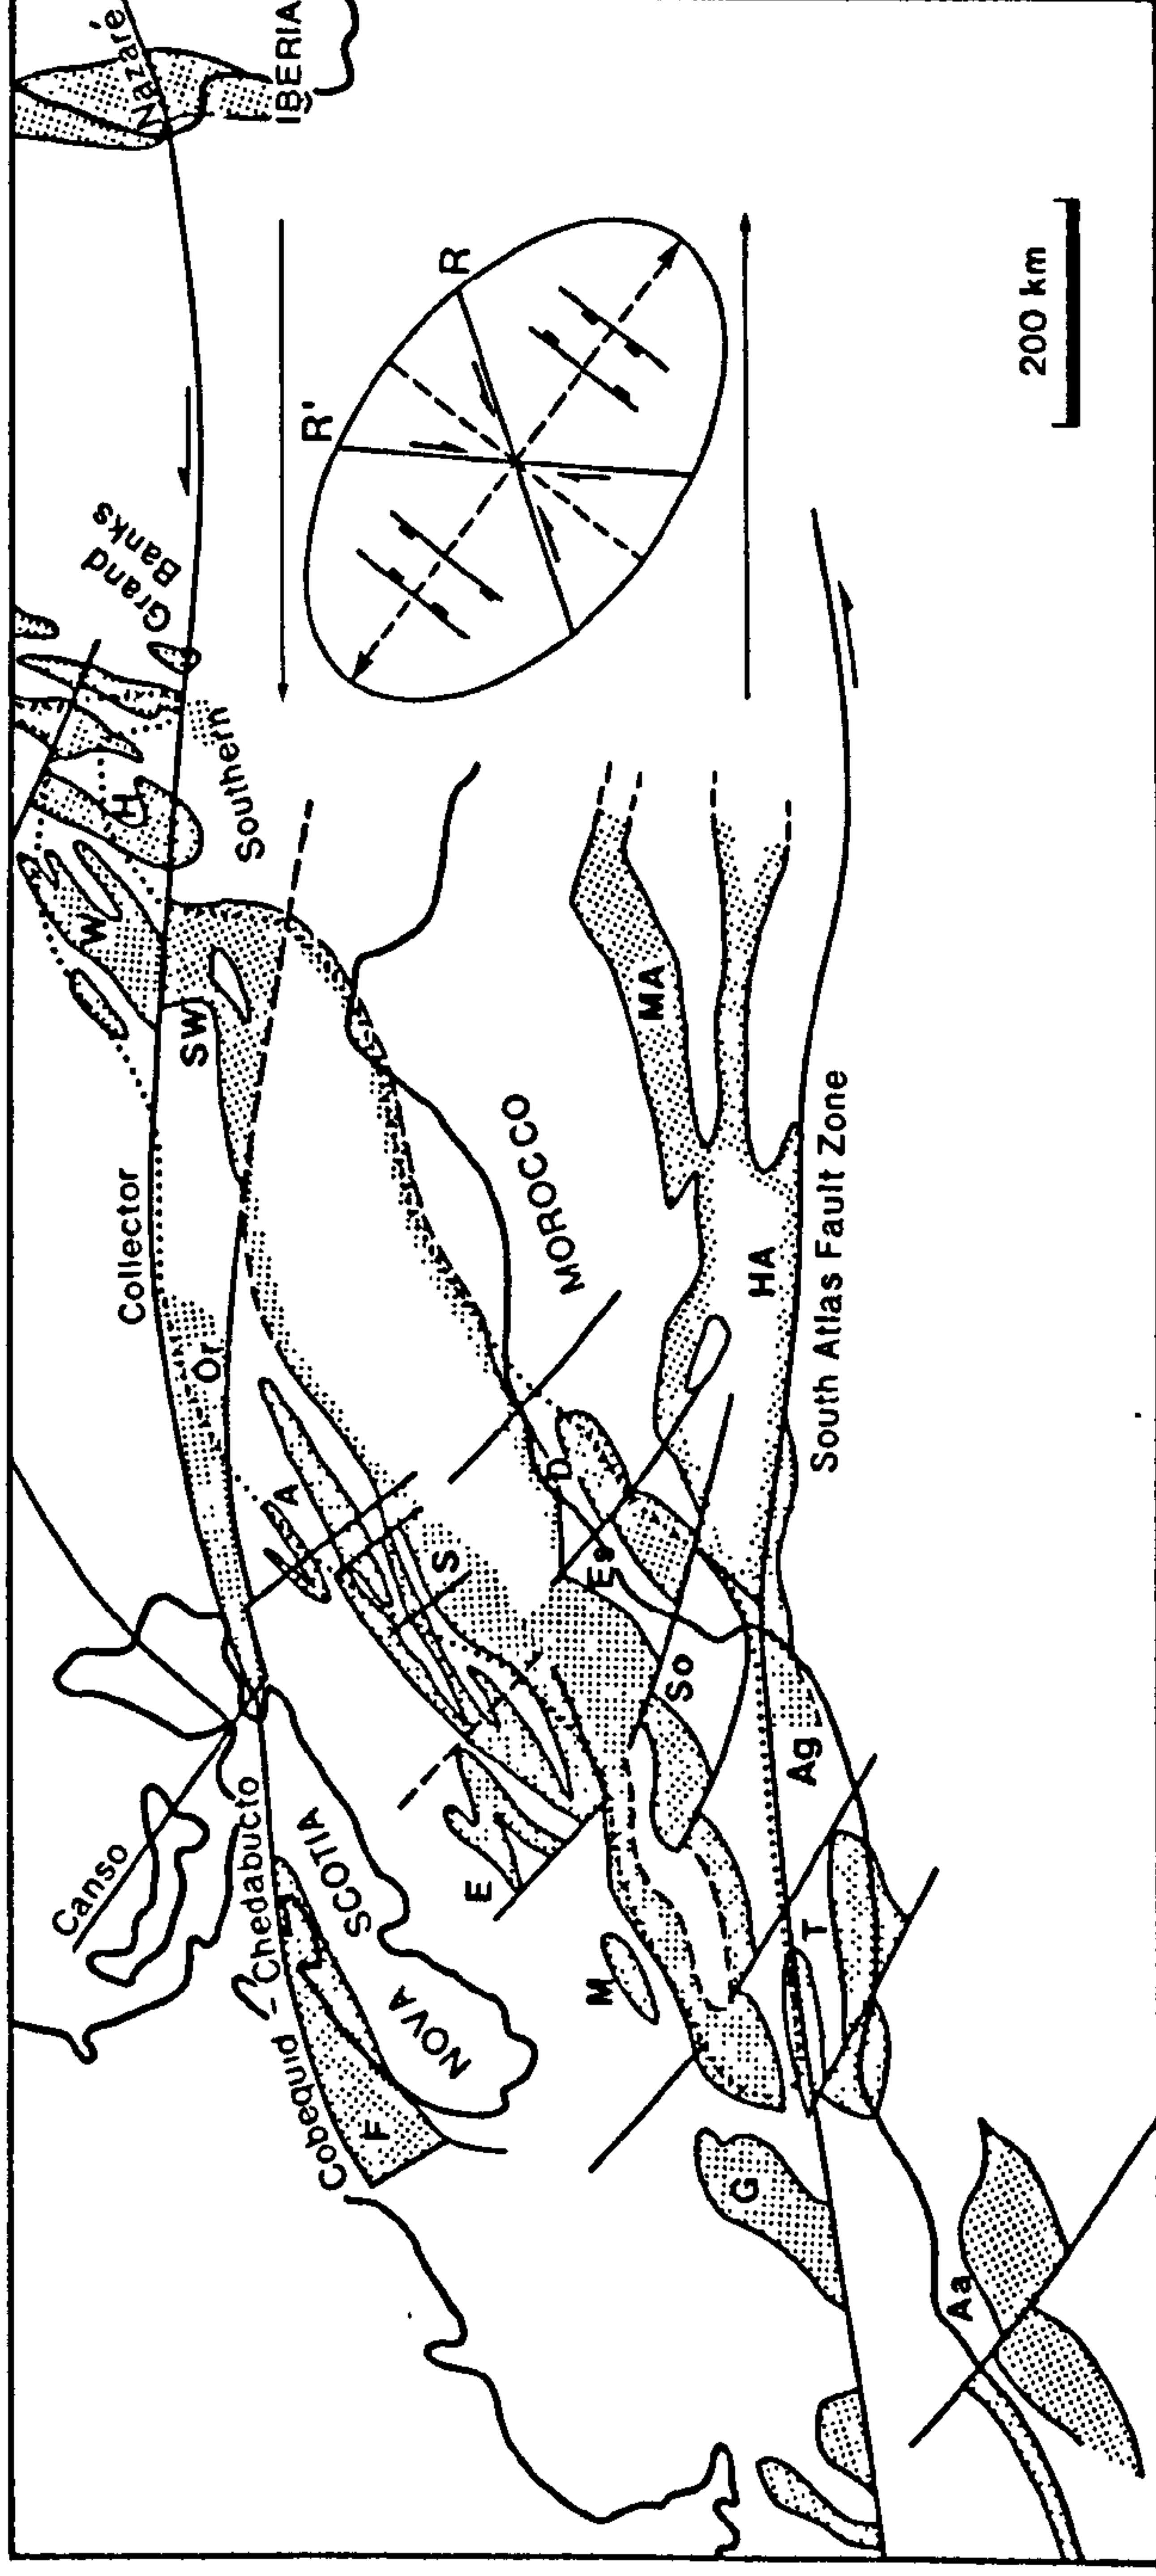 Canso
Cobequid - Chedabucto
NOVA
SCOTIA
F
Collector
Or
A
S
E
M
G
SW
W
H
Grand
Banks
Southern
Nazaré
IBERIA
MOROCCO
D
Es
So
Ag
T
Aa
HA
MA
South Atlas Fault Zone
R'
R
200 km